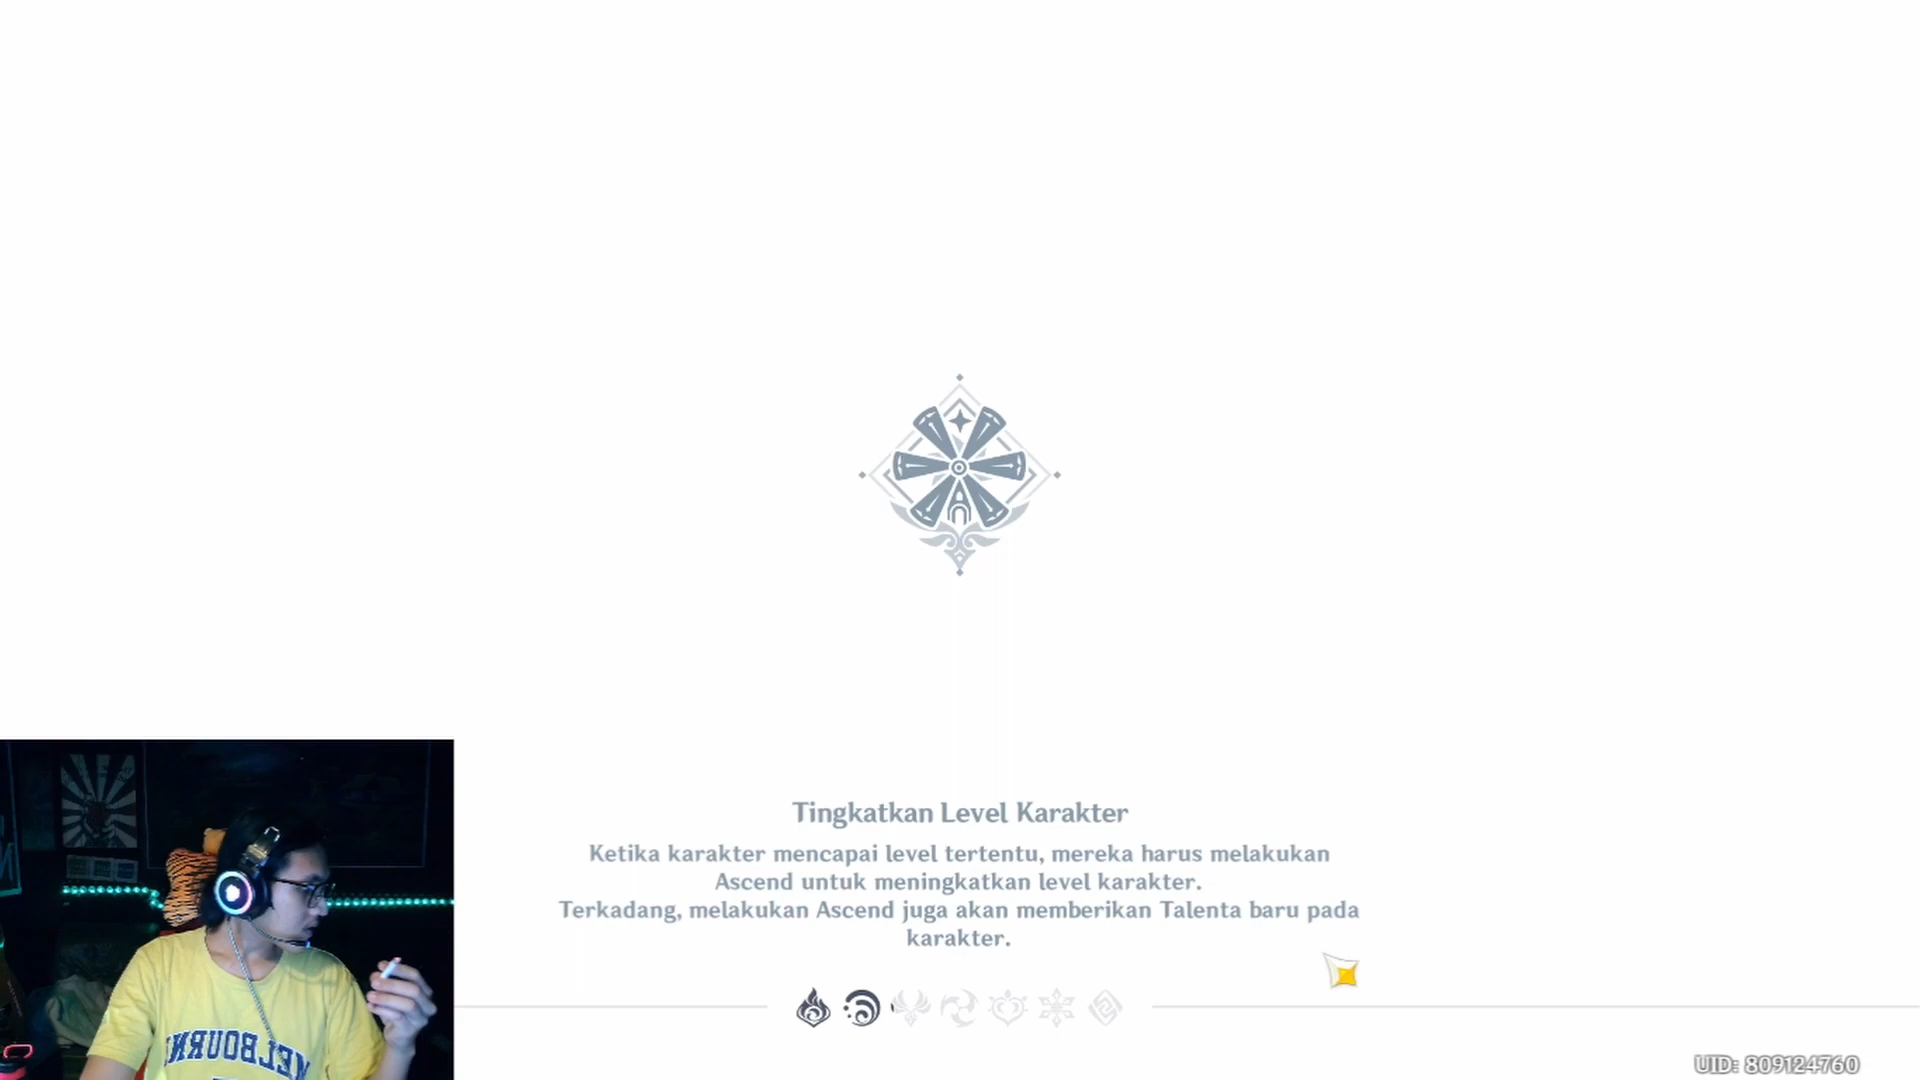 Tingkatkan Level Karakter
Ketika karakter mencapai level tertentu, mereka harus melakukan
Ascend untuk meningkatkan level karakter.
Terkadang, melakukan Ascend juga akan memberikan Talenta baru pada
karakter.
MELBOURN
UID: 809124760